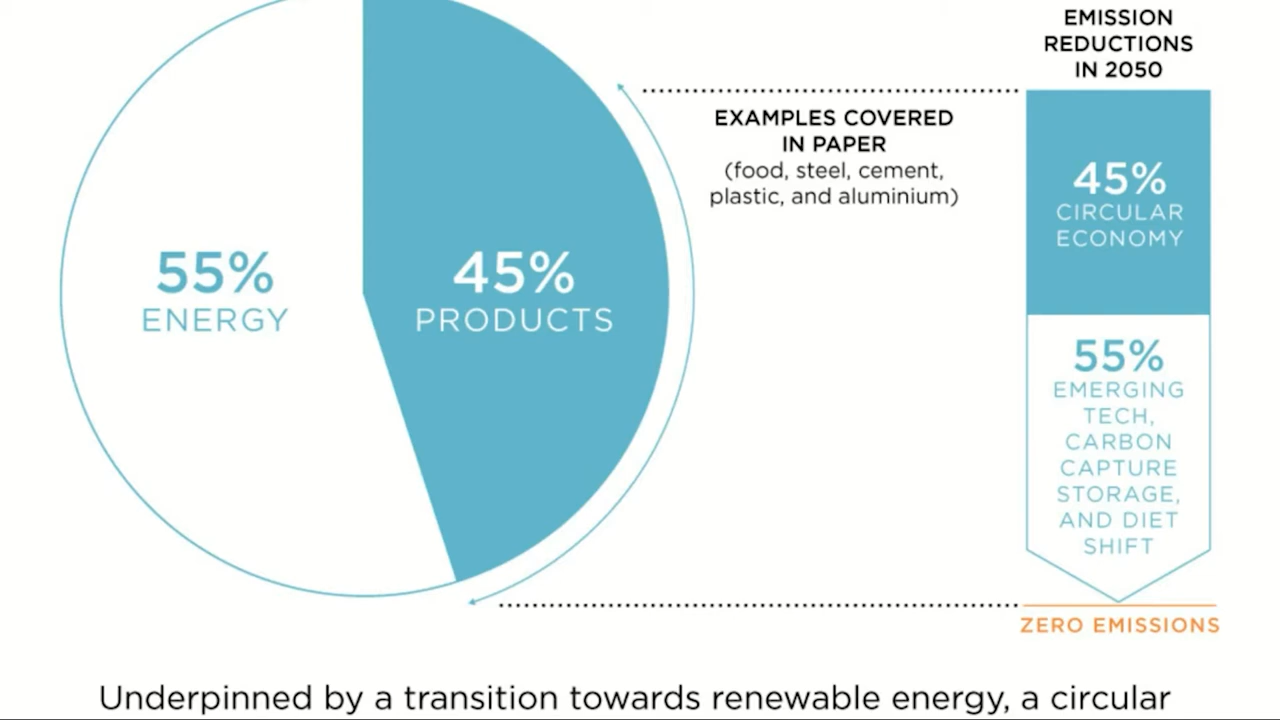 55%
ENERGY
45%
PRODUCTS
EXAMPLES COVERED
IN PAPER
(food, steel, cement,
plastic, and aluminium)
EMISSION
REDUCTIONS
IN 2050
45%
CIRCULAR
ECONOMY
55%
EMERGING
TECH,
CARBON
CAPTURE
STORAGE,
AND DIET
SHIFT
ZERO EMISSIONS
Underpinned by a transition towards renewable energy, a circular